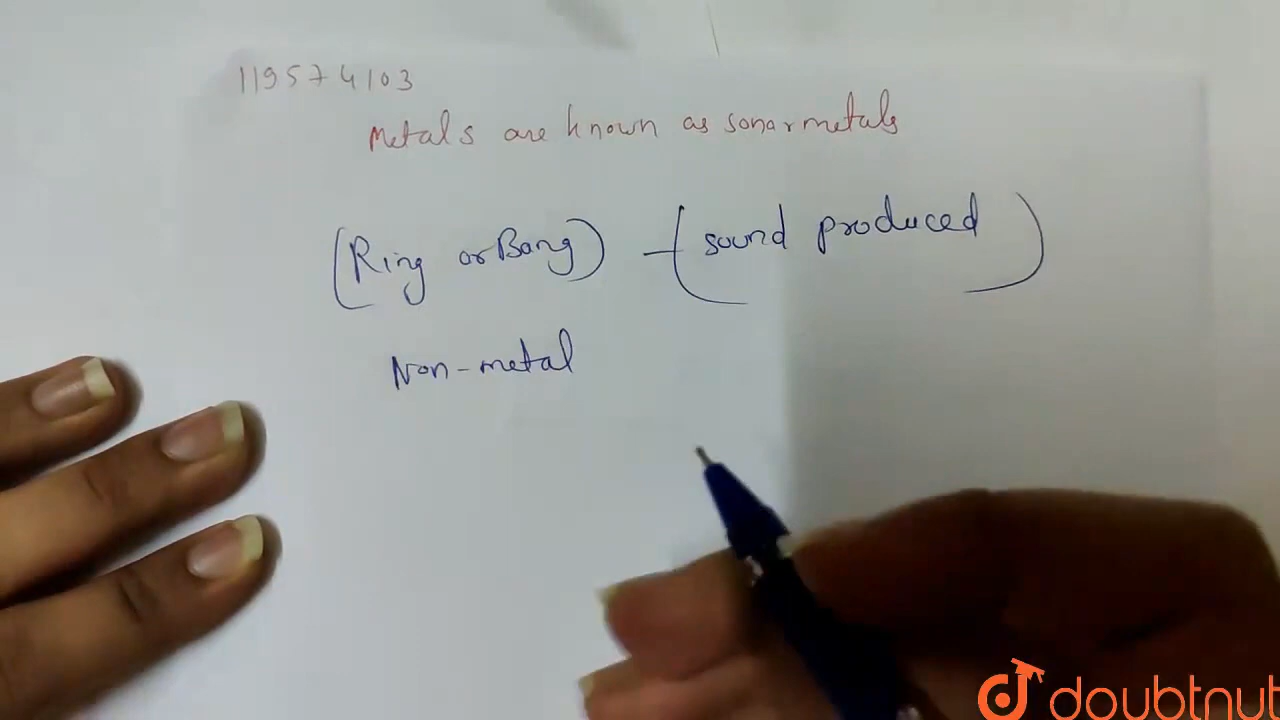 119574103
Metals are known as sonar metals
(Ring or Bang) - (sound produced)
Non-metal
doubtnut